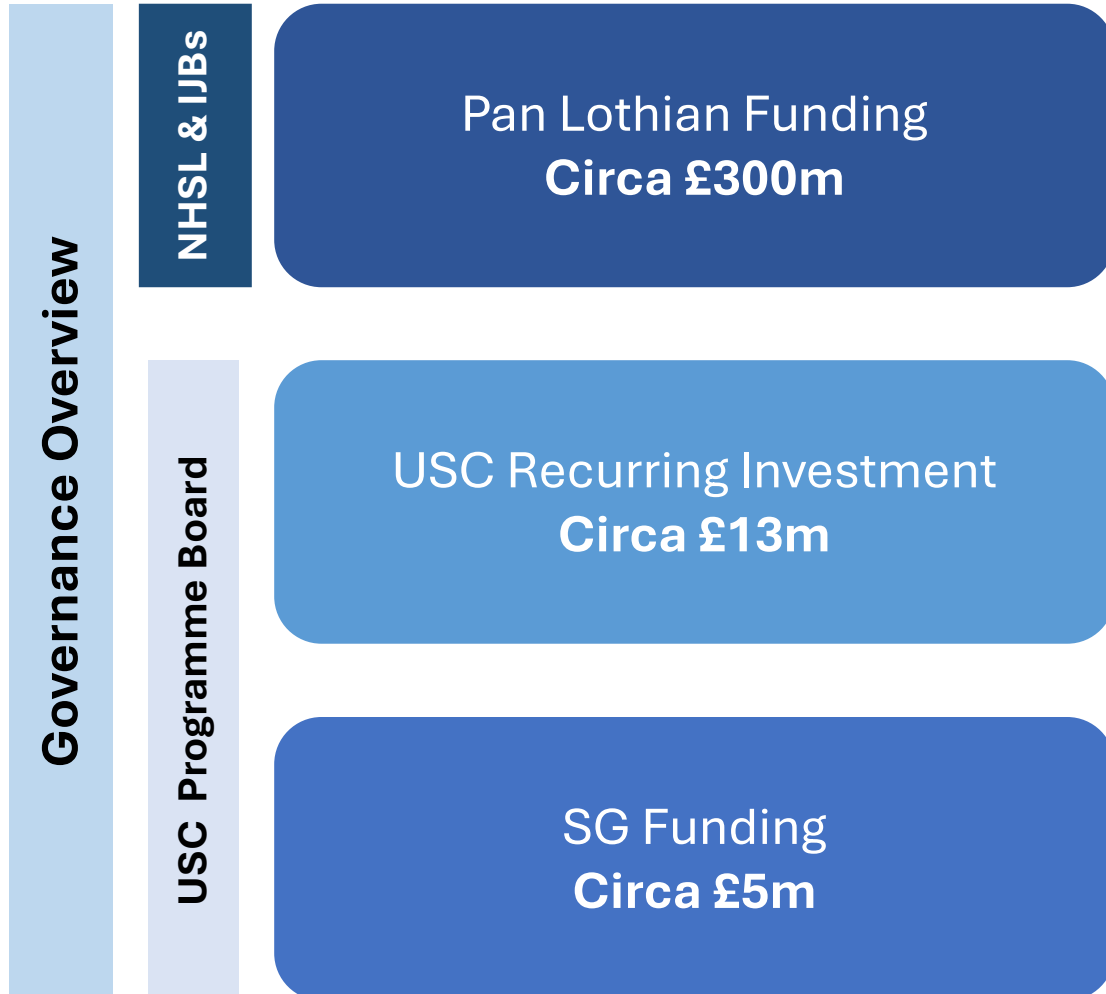 Governance Overview
NHSL & IJBs
Pan Lothian Funding
Circa £300m
USC Programme Board
USC Recurring Investment
Circa £13m
SG Funding
Circa £5m